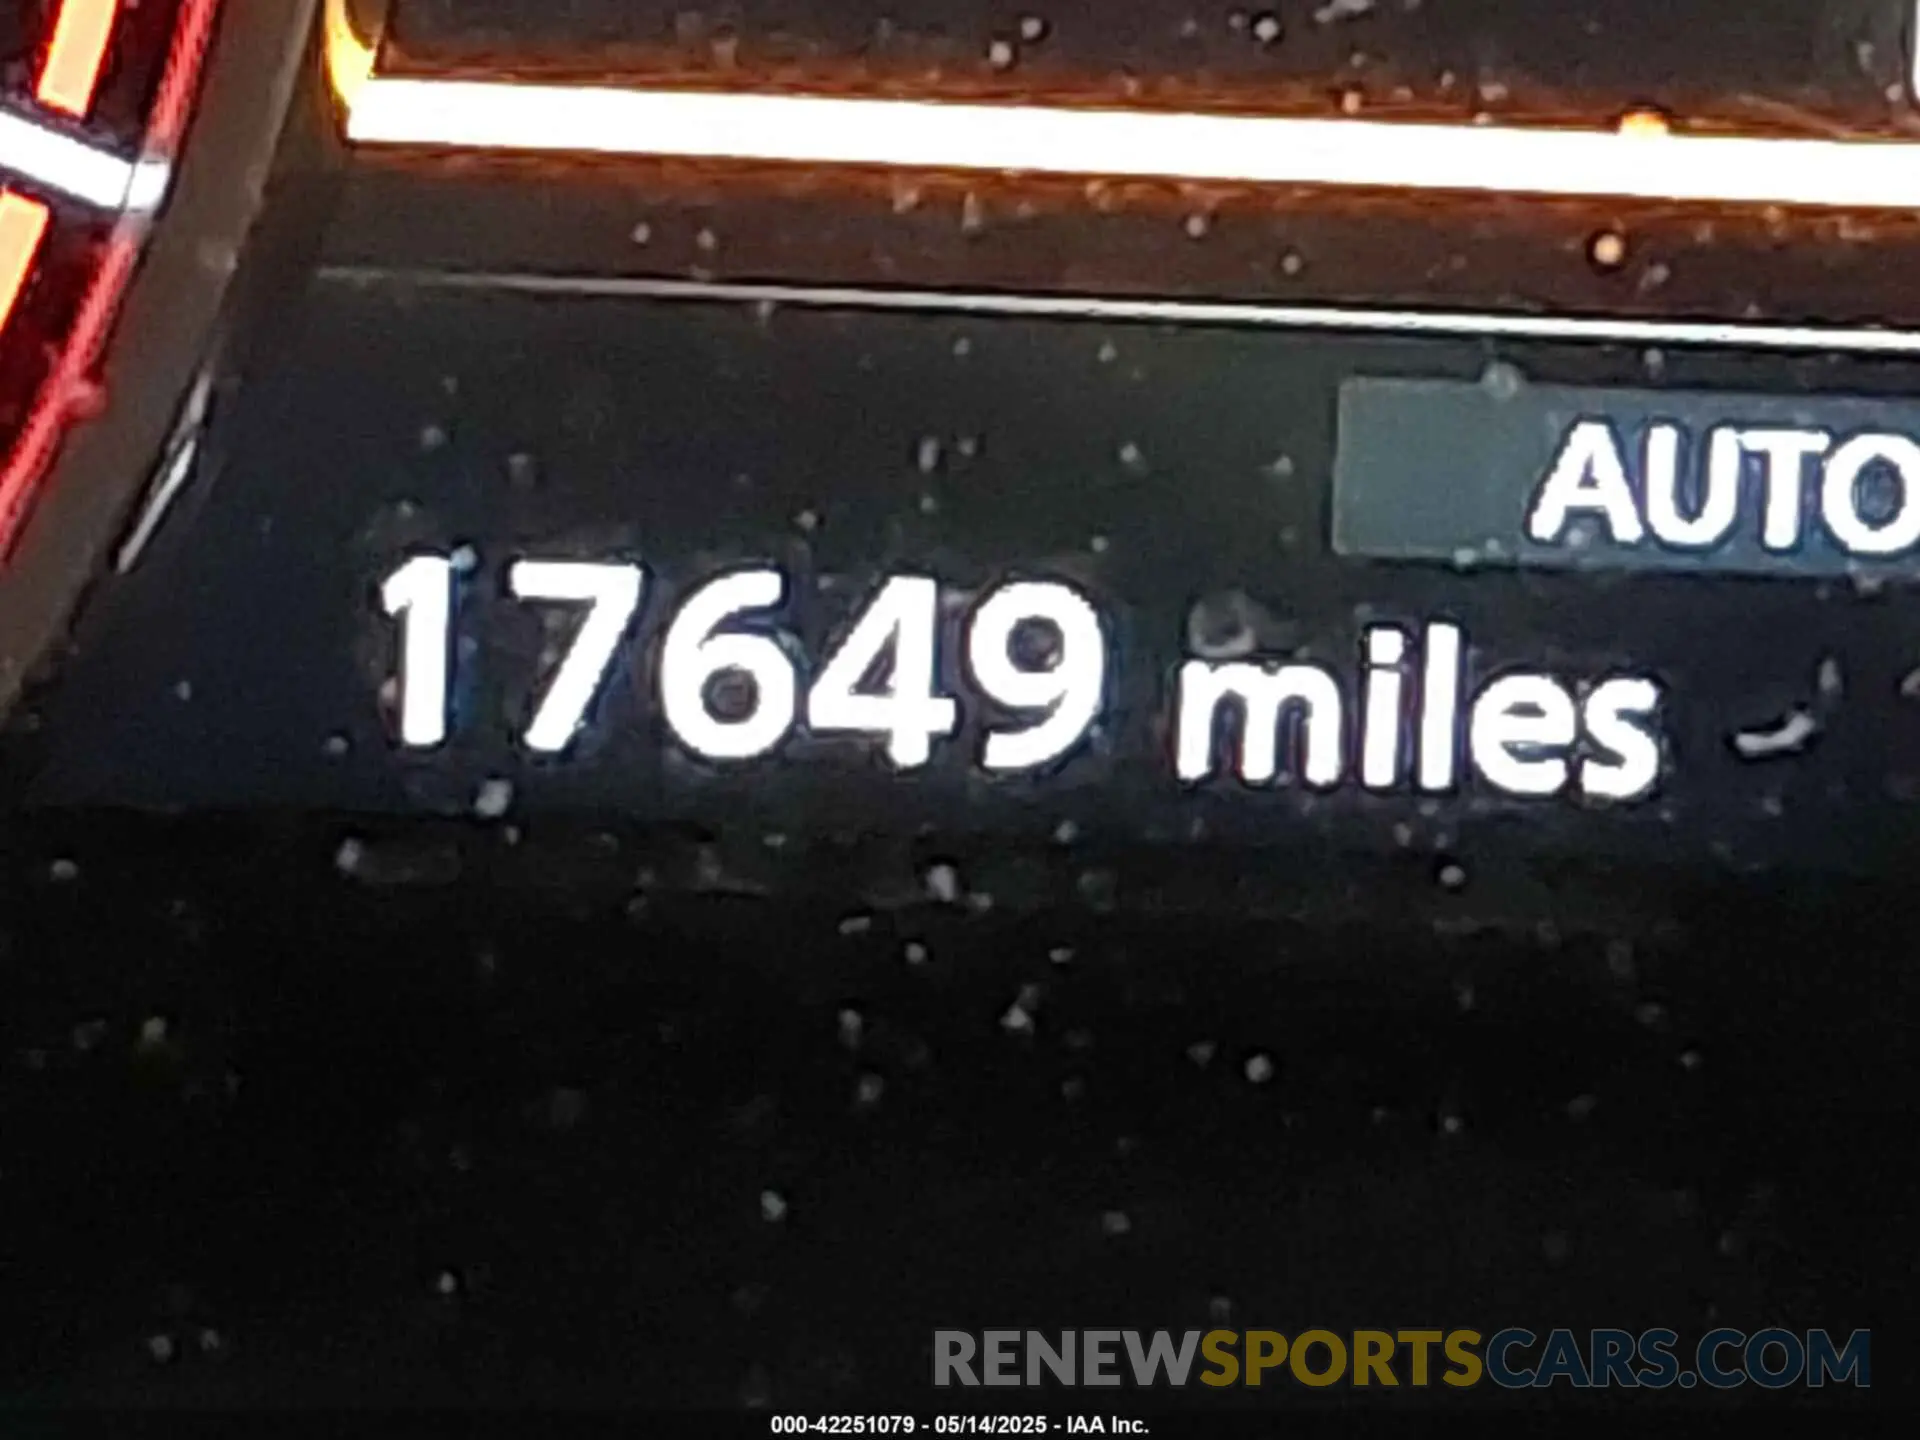 AUTO
17649 miles
RENEWSPORTSCARS.COM
000-42251079 - 05/14/2025 - IAA Inc.